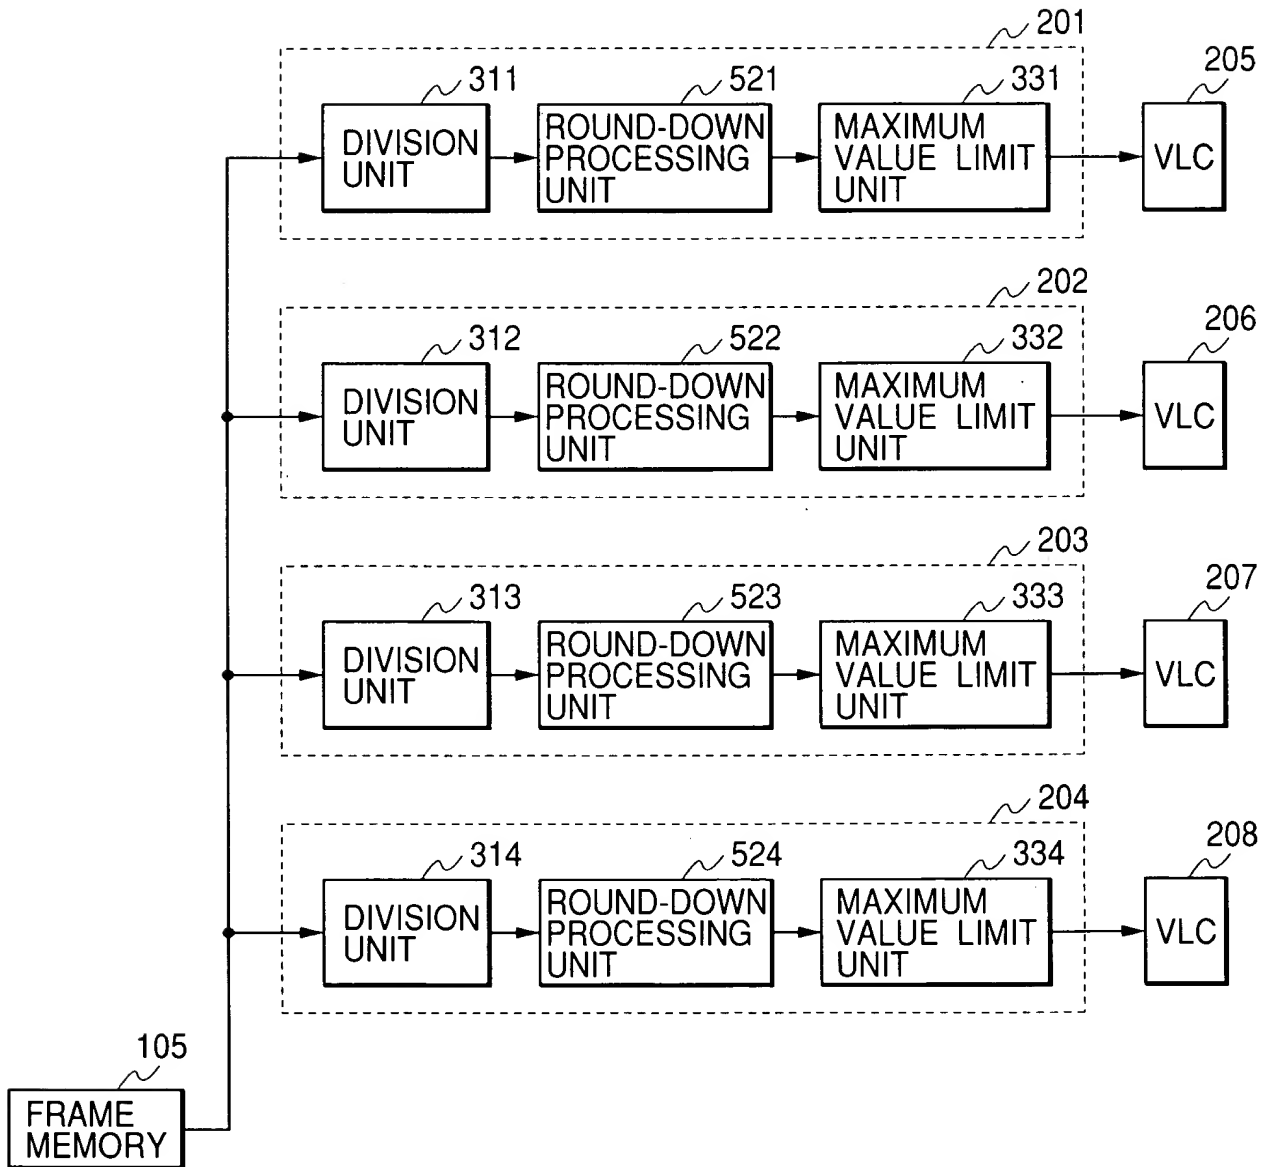 201
311
521
331
205
DIVISION
UNIT
ROUND-DOWN
PROCESSING
UNIT
MAXIMUM
VALUE LIMIT
UNIT
VLC
202
312
522
332
206
DIVISION
UNIT
ROUND-DOWN
PROCESSING
UNIT
MAXIMUM
VALUE LIMIT
UNIT
VLC
203
313
523
333
207
DIVISION
UNIT
ROUND-DOWN
PROCESSING
UNIT
MAXIMUM
VALUE LIMIT
UNIT
VLC
204
314
524
334
208
DIVISION
UNIT
ROUND-DOWN
PROCESSING
UNIT
MAXIMUM
VALUE LIMIT
UNIT
VLC
105
FRAME
MEMORY